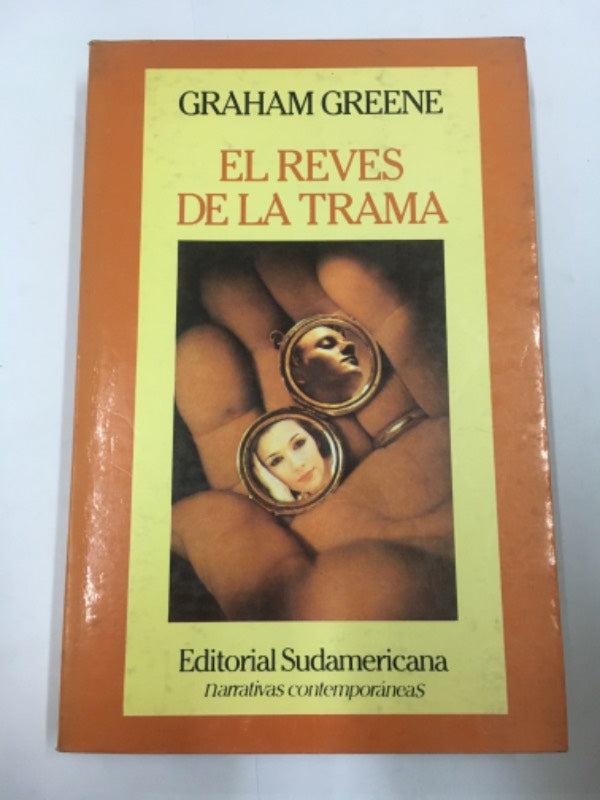 GRAHAM GREENE
EL REVES
DE LA TRAMA
Editorial Sudamericana
narrativas contemporáneas